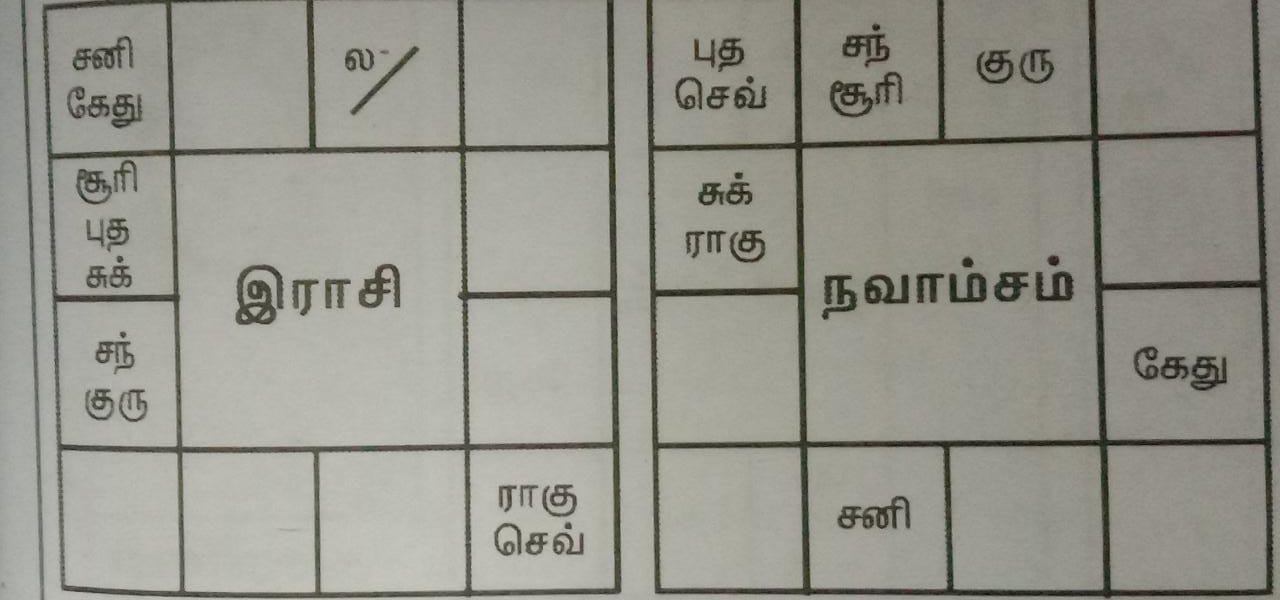 சனி
கேது
ல
சூரி
புத
சுக்
இராசி
சந்
குரு
ராகு
செவ்
புத
செவ்
சந்
சூரி
குரு
சுக்
ராகு
நவாம்சம்
கேது
சனி